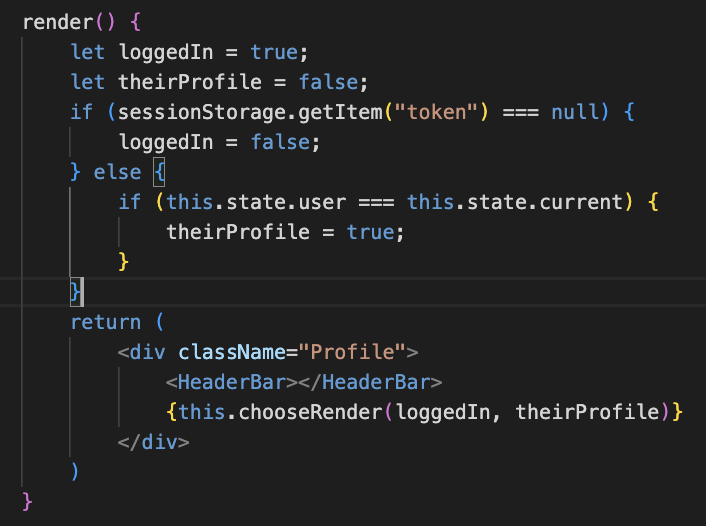 render() {
    let loggedIn = true;
    let theirProfile = false;
    if (sessionStorage.getItem("token") === null) {
        loggedIn = false;
    } else {
        if (this.state.user === this.state.current) {
            theirProfile = true;
        }
    }
    return (
        <div className="Profile">
            <HeaderBar></HeaderBar>
            {this.chooseRender(loggedIn, theirProfile)}
        </div>
    )
}